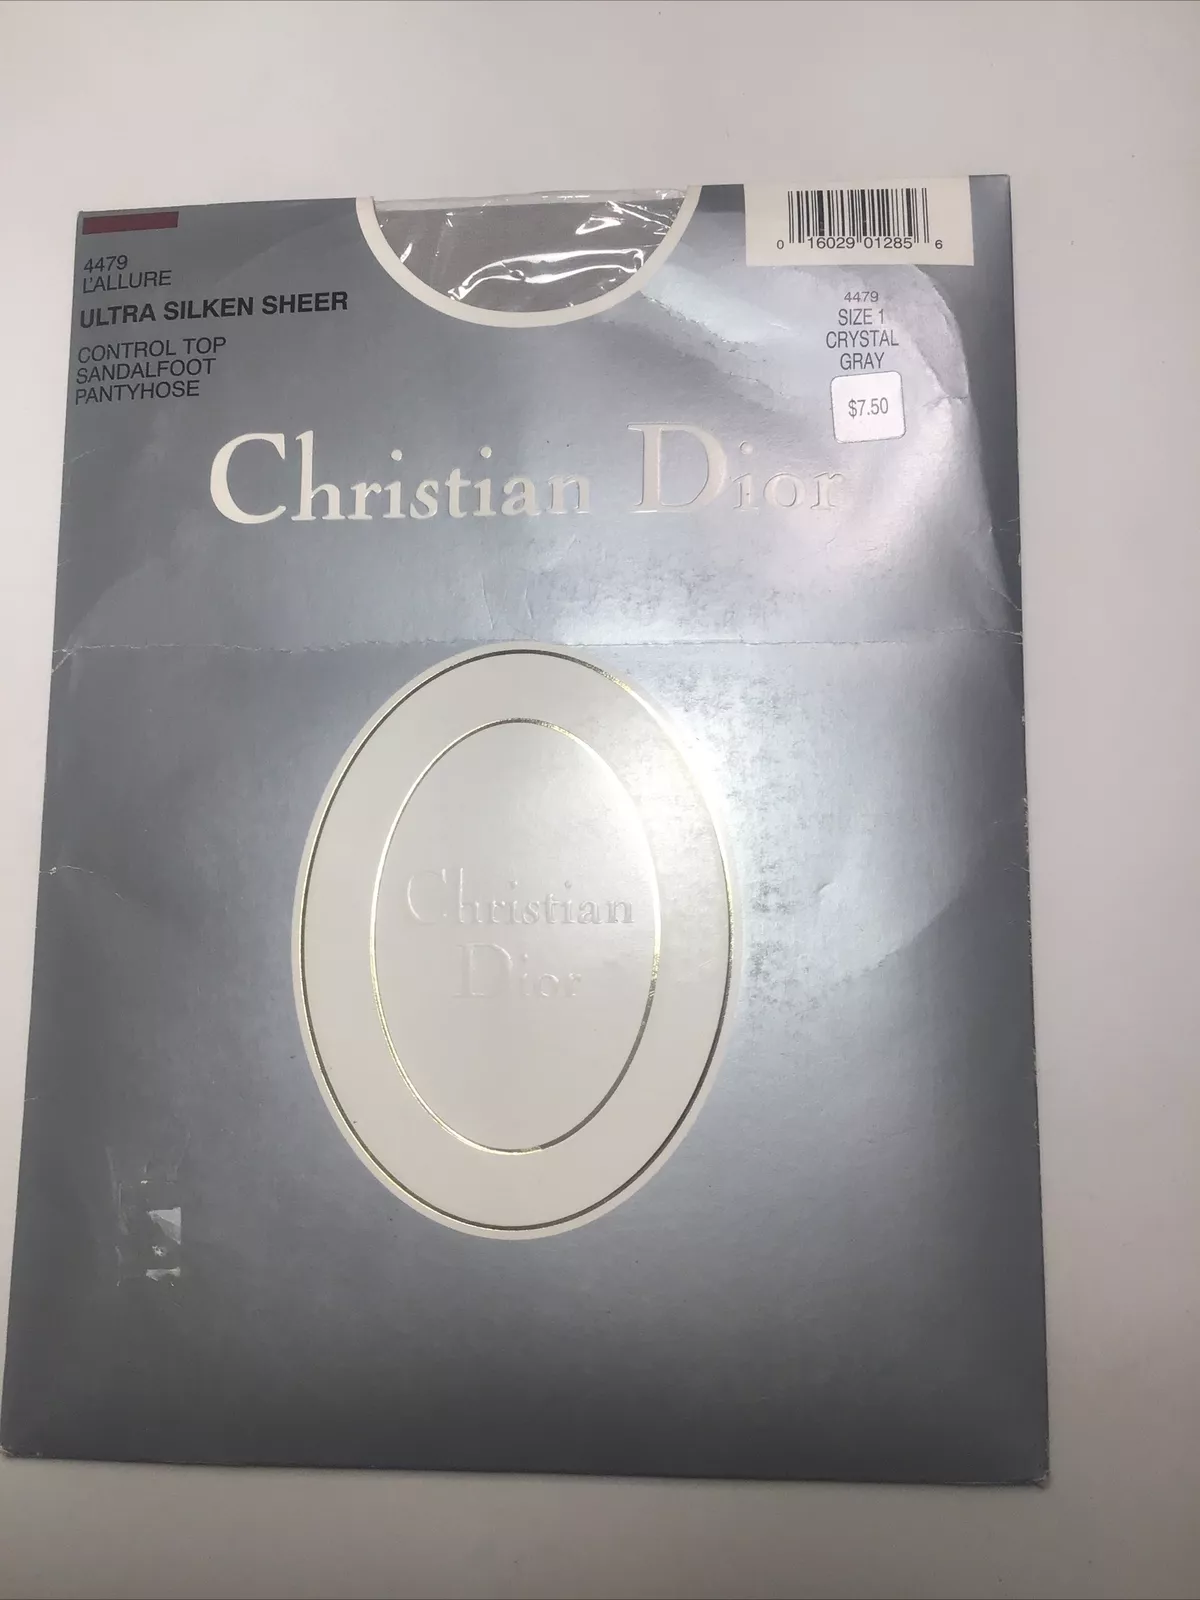 4479
L'ALLURE
ULTRA SILKEN SHEER
CONTROL TOP
SANDALFOOT
PANTYHOSE
0 16029 01285 6
4479
SIZE 1
CRYSTAL
GRAY
$7.50
Christian Dior
Christian
Dior